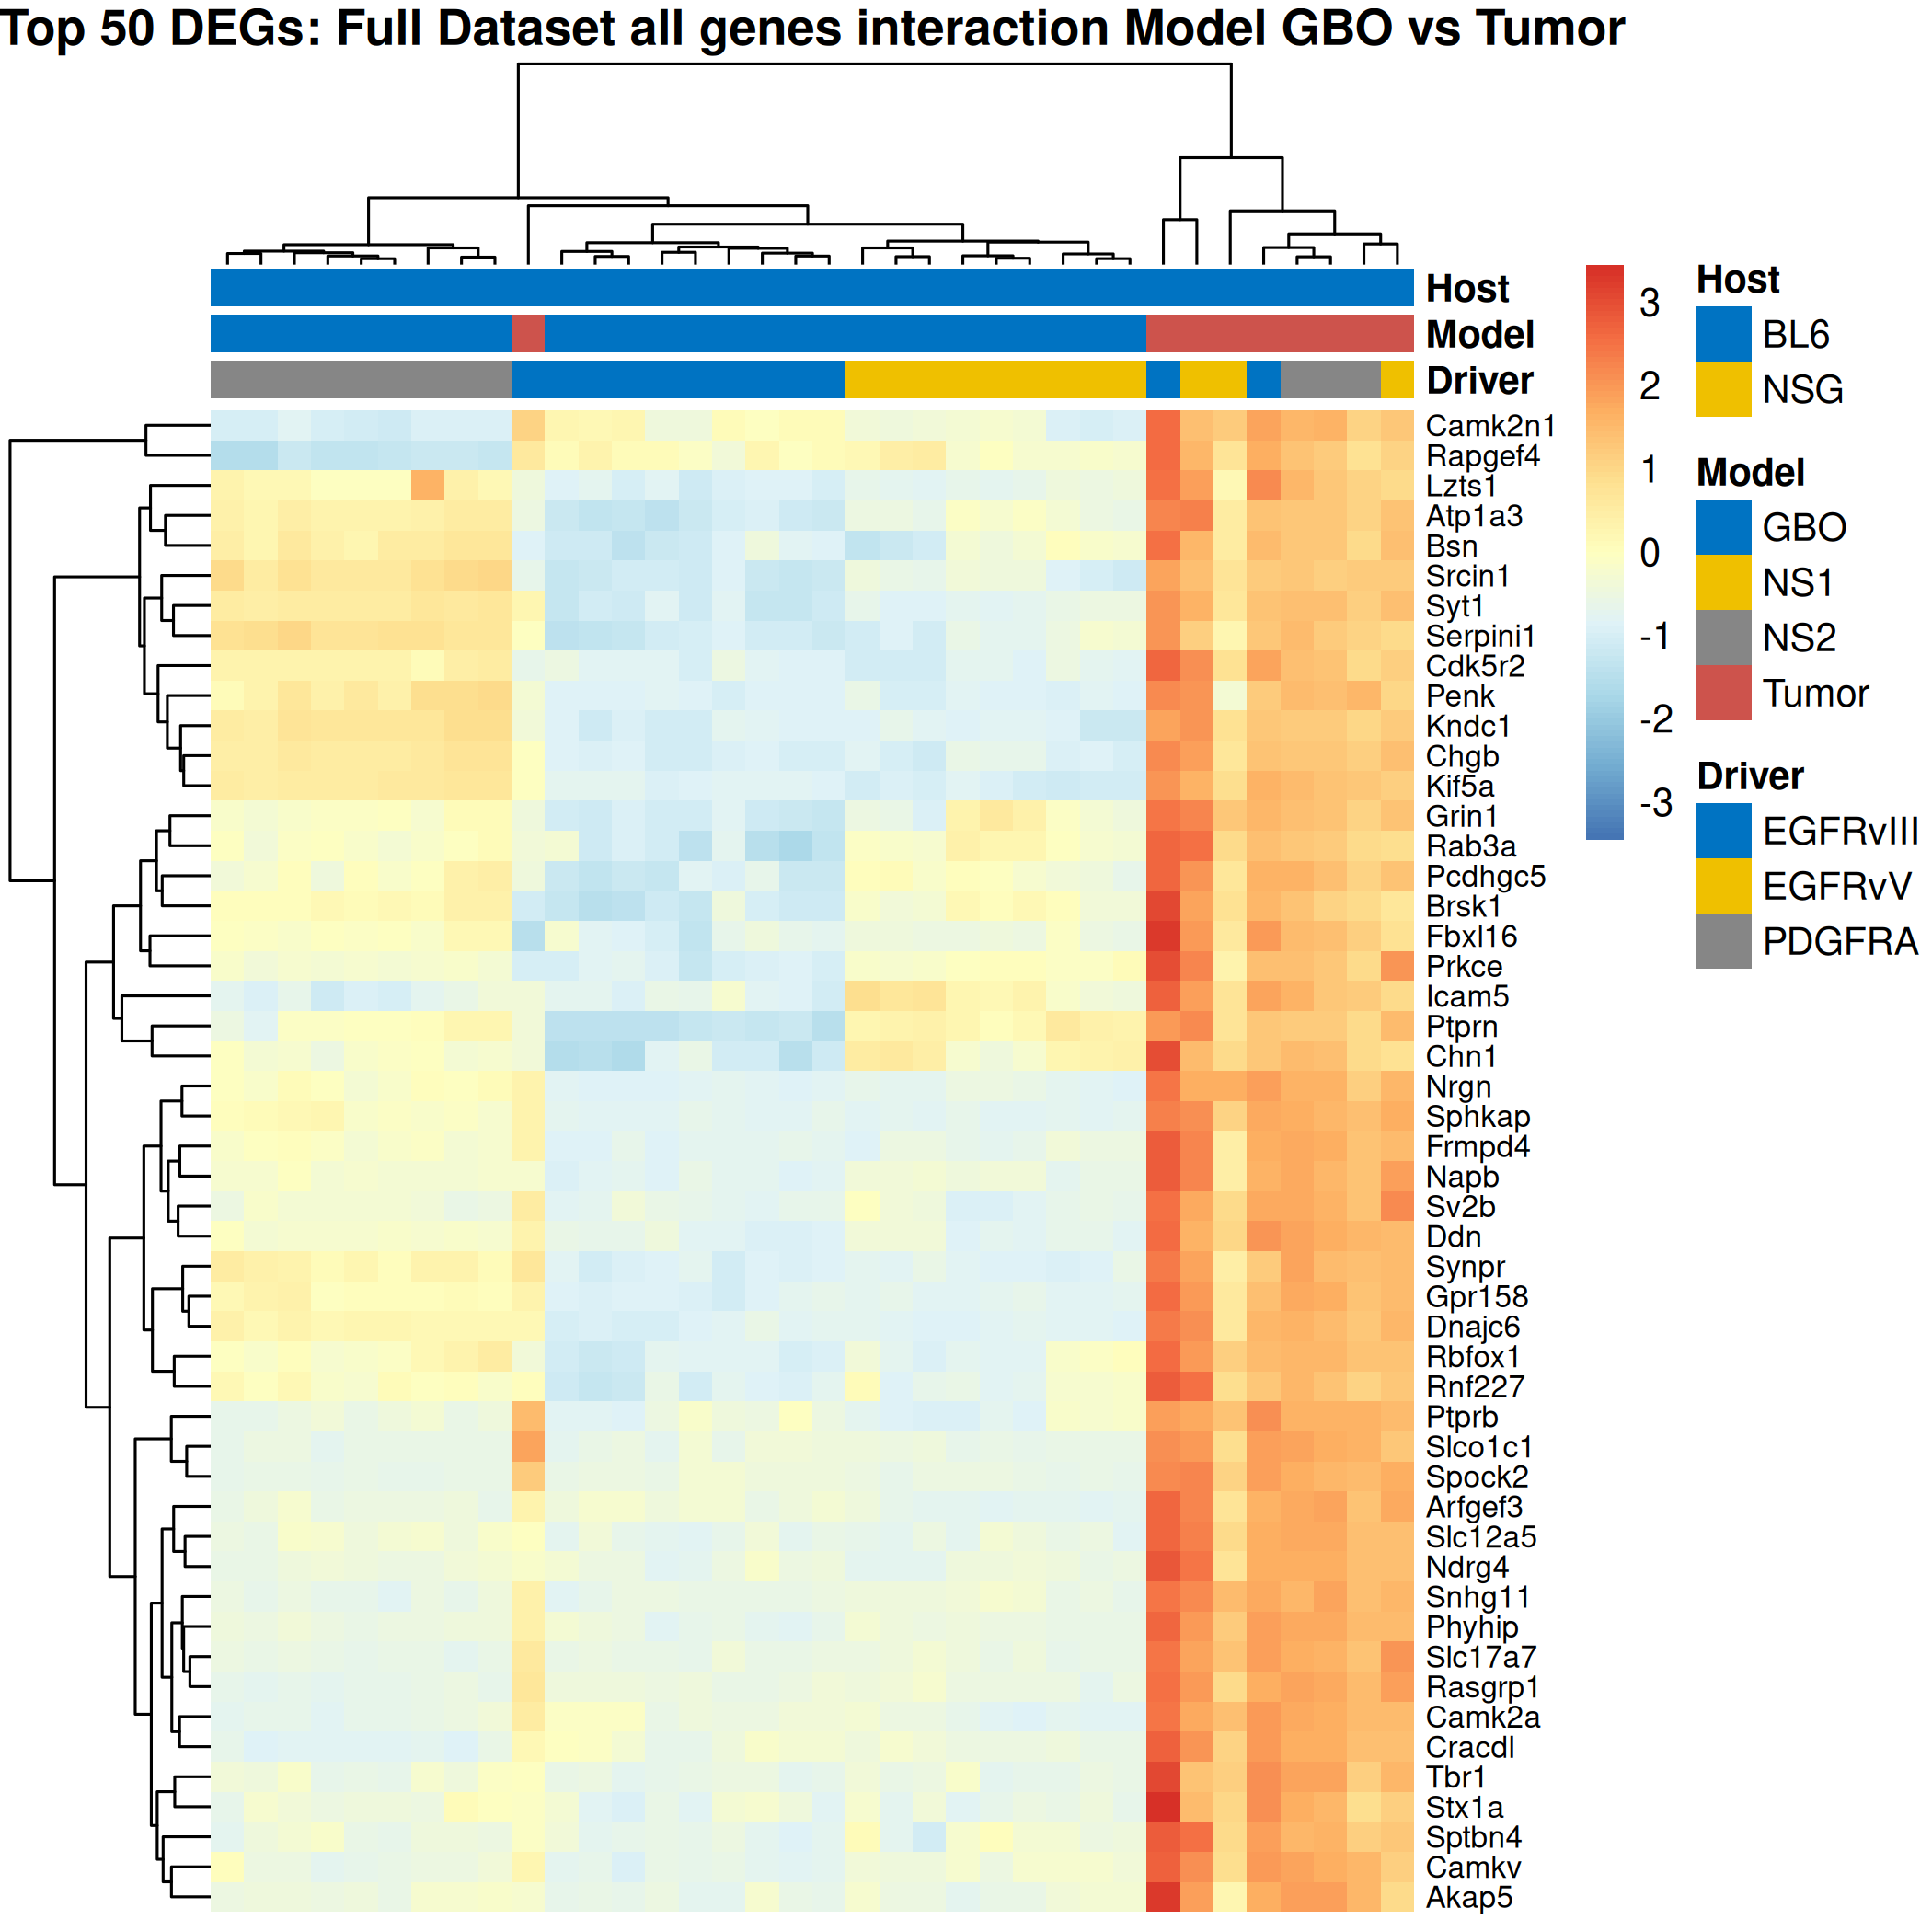 Top 50 DEGs: Full Dataset all genes interaction Model GBO vs Tumor
Host
Model
Driver
Camk2n1
Rapgef4
Lzts1
Atp1a3
Bsn
Srcin1
Syt1
Serpini1
Cdk5r2
Penk
Kndc1
Chgb
Kif5a
Grin1
Rab3a
Pcdhgc5
Brsk1
Fbxl16
Prkce
Icam5
Ptprn
Chn1
Nrgn
Sphkap
Frmpd4
Napb
Sv2b
Ddn
Synpr
Gpr158
Dnajc6
Rbfox1
Rnf227
Ptprb
Slco1c1
Spock2
Arfgef3
Slc12a5
Ndrg4
Snhg11
Phyhip
Slc17a7
Rasgrp1
Camk2a
Cracdl
Tbr1
Stx1a
Sptbn4
Camkv
Akap5
3
2
1
0
-1
-2
-3
Host
BL6
NSG
Model
GBO
NS1
NS2
Tumor
Driver
EGFRvIII
EGFRvV
PDGFRA